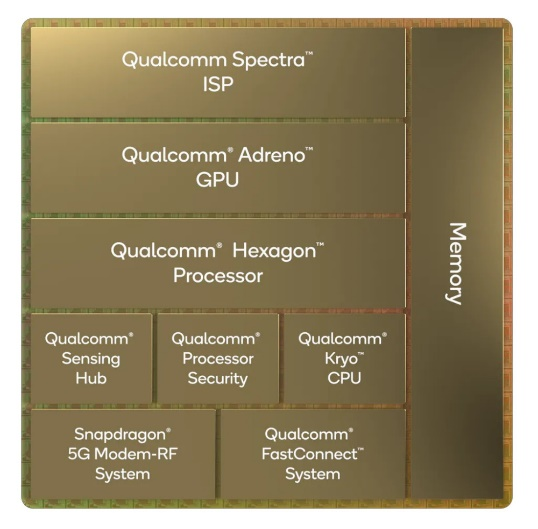 Qualcomm Spectra™
ISP
Qualcomm® Adreno™
GPU
Qualcomm® Hexagon™
Processor
Qualcomm®
Sensing
Hub
Qualcomm®
Processor
Security
Qualcomm®
Kryo™
CPU
Snapdragon®
5G Modem-RF
System
Qualcomm®
FastConnect™
System
Memory